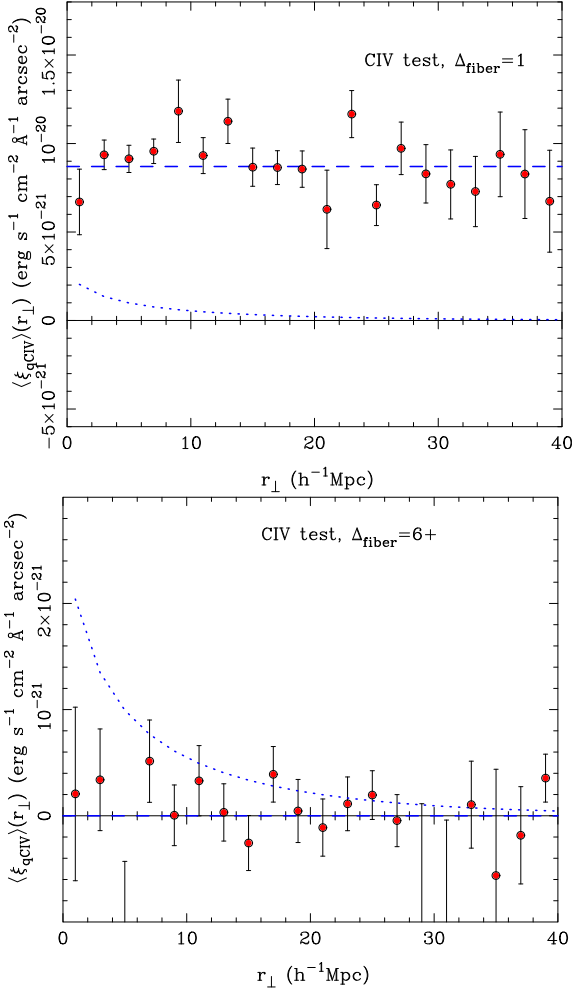 CIV test, Δfiber=1
⟨ξqCIV⟩(r⊥) (erg s⁻¹ cm⁻² Å⁻¹ arcsec⁻²)
1.5×10⁻²⁰
10⁻²⁰
5×10⁻²¹
0
−5×10⁻²¹
0 10 20 30 40
r⊥ (h⁻¹Mpc)
CIV test, Δfiber=6+
⟨ξqCIV⟩(r⊥) (erg s⁻¹ cm⁻² Å⁻¹ arcsec⁻²)
2×10⁻²¹
10⁻²¹
0
0 10 20 30 40
r⊥ (h⁻¹Mpc)